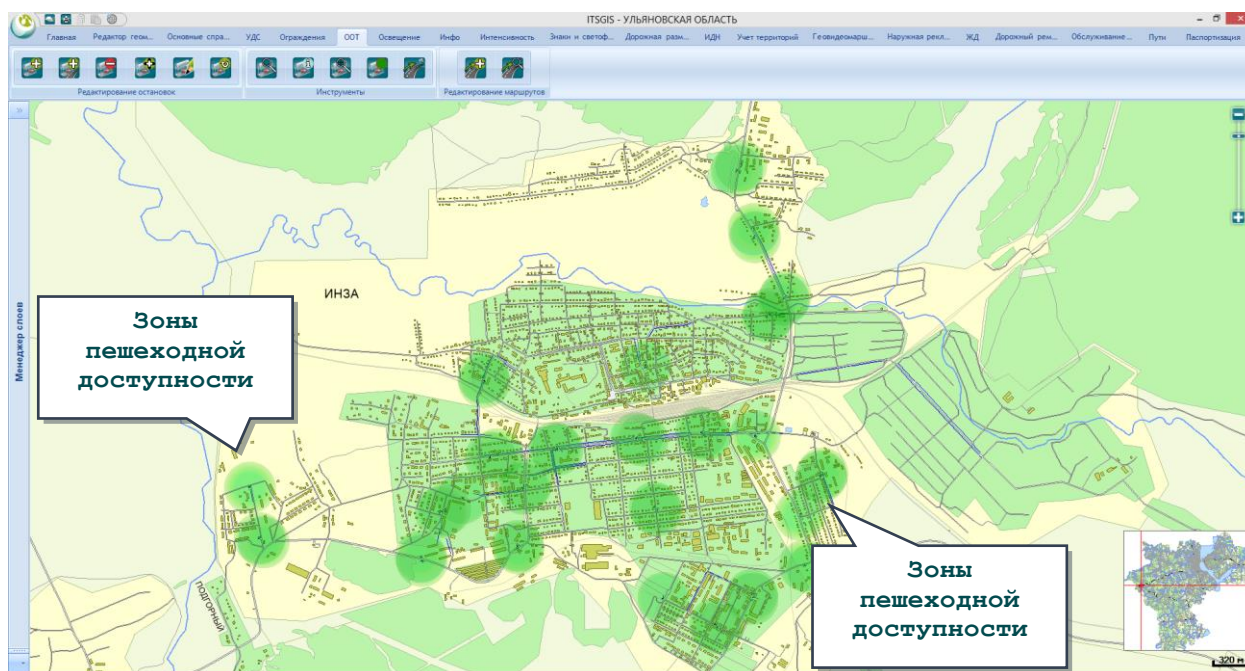 ITSGIS - УЛЬЯНОВСКАЯ ОБЛАСТЬ
Главная Редактор геом... Основные спра... УДС Ограждения ООТ Освещение Инфо Интенсивность Знаки и светоф... Дорожная разм... ИДН Учет территорий Геовидеомарш... Наружная рекл... ЖД Дорожный рем... Обслуживание ... Пути Паспортизация
Редактирование остановок Инструменты Редактирование маршрутов
Менеджер слоев
ИНЗА
Зоны
пешеходной
доступности
Зоны
пешеходной
доступности
ПОДГОРНЫЙ
320 м